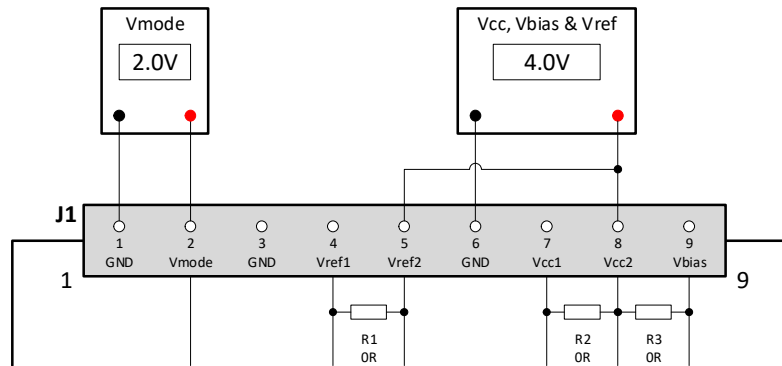 Vmode
Vcc, Vbias & Vref
2.0V
4.0V
J1
1 2 3 4 5 6 7 8 9
GND Vmode GND Vref1 Vref2 GND Vcc1 Vcc2 Vbias
1
9
R1 R2 R3
0R 0R 0R